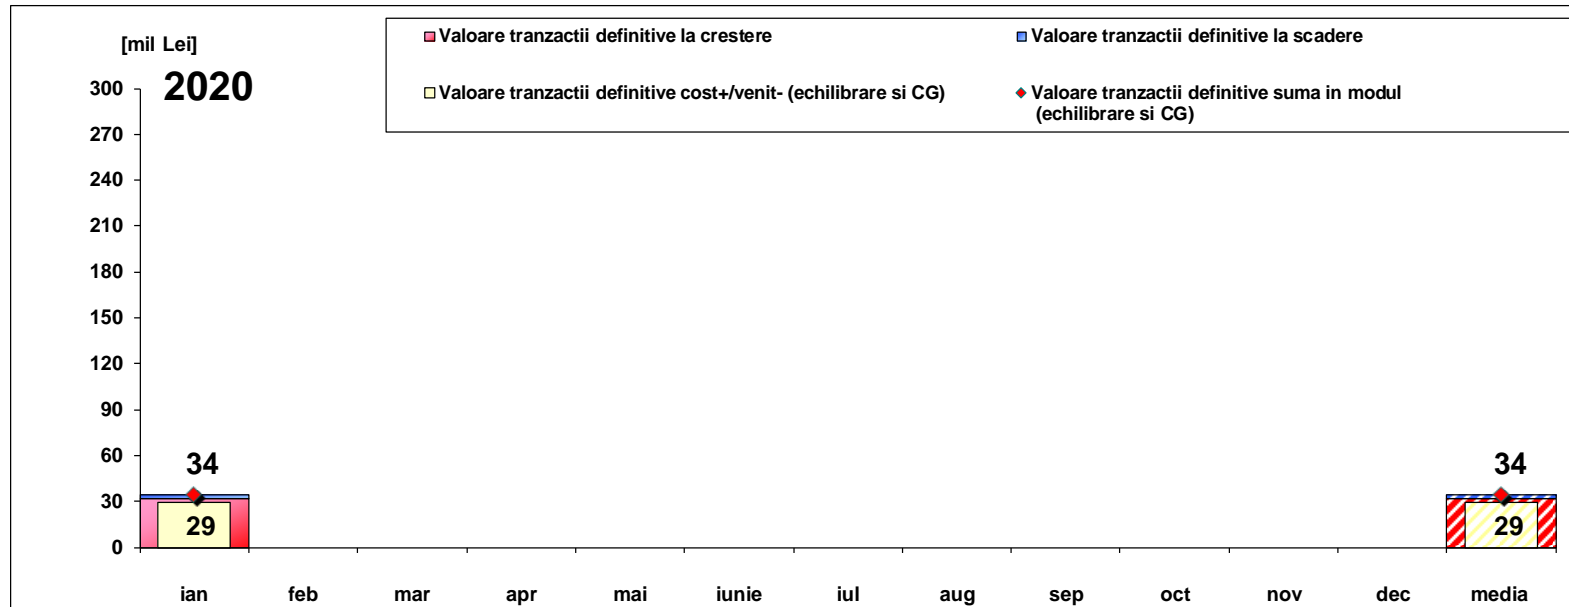 [mil Lei]
2020
Valoare tranzactii definitive la crestere
Valoare tranzactii definitive la scadere
Valoare tranzactii definitive cost+/venit- (echilibrare si CG)
Valoare tranzactii definitive suma in modul
(echilibrare si CG)
300
270
240
210
180
150
120
90
60
30
0
34
29
34
29
ian feb mar apr mai iunie iul aug sep oct nov dec media